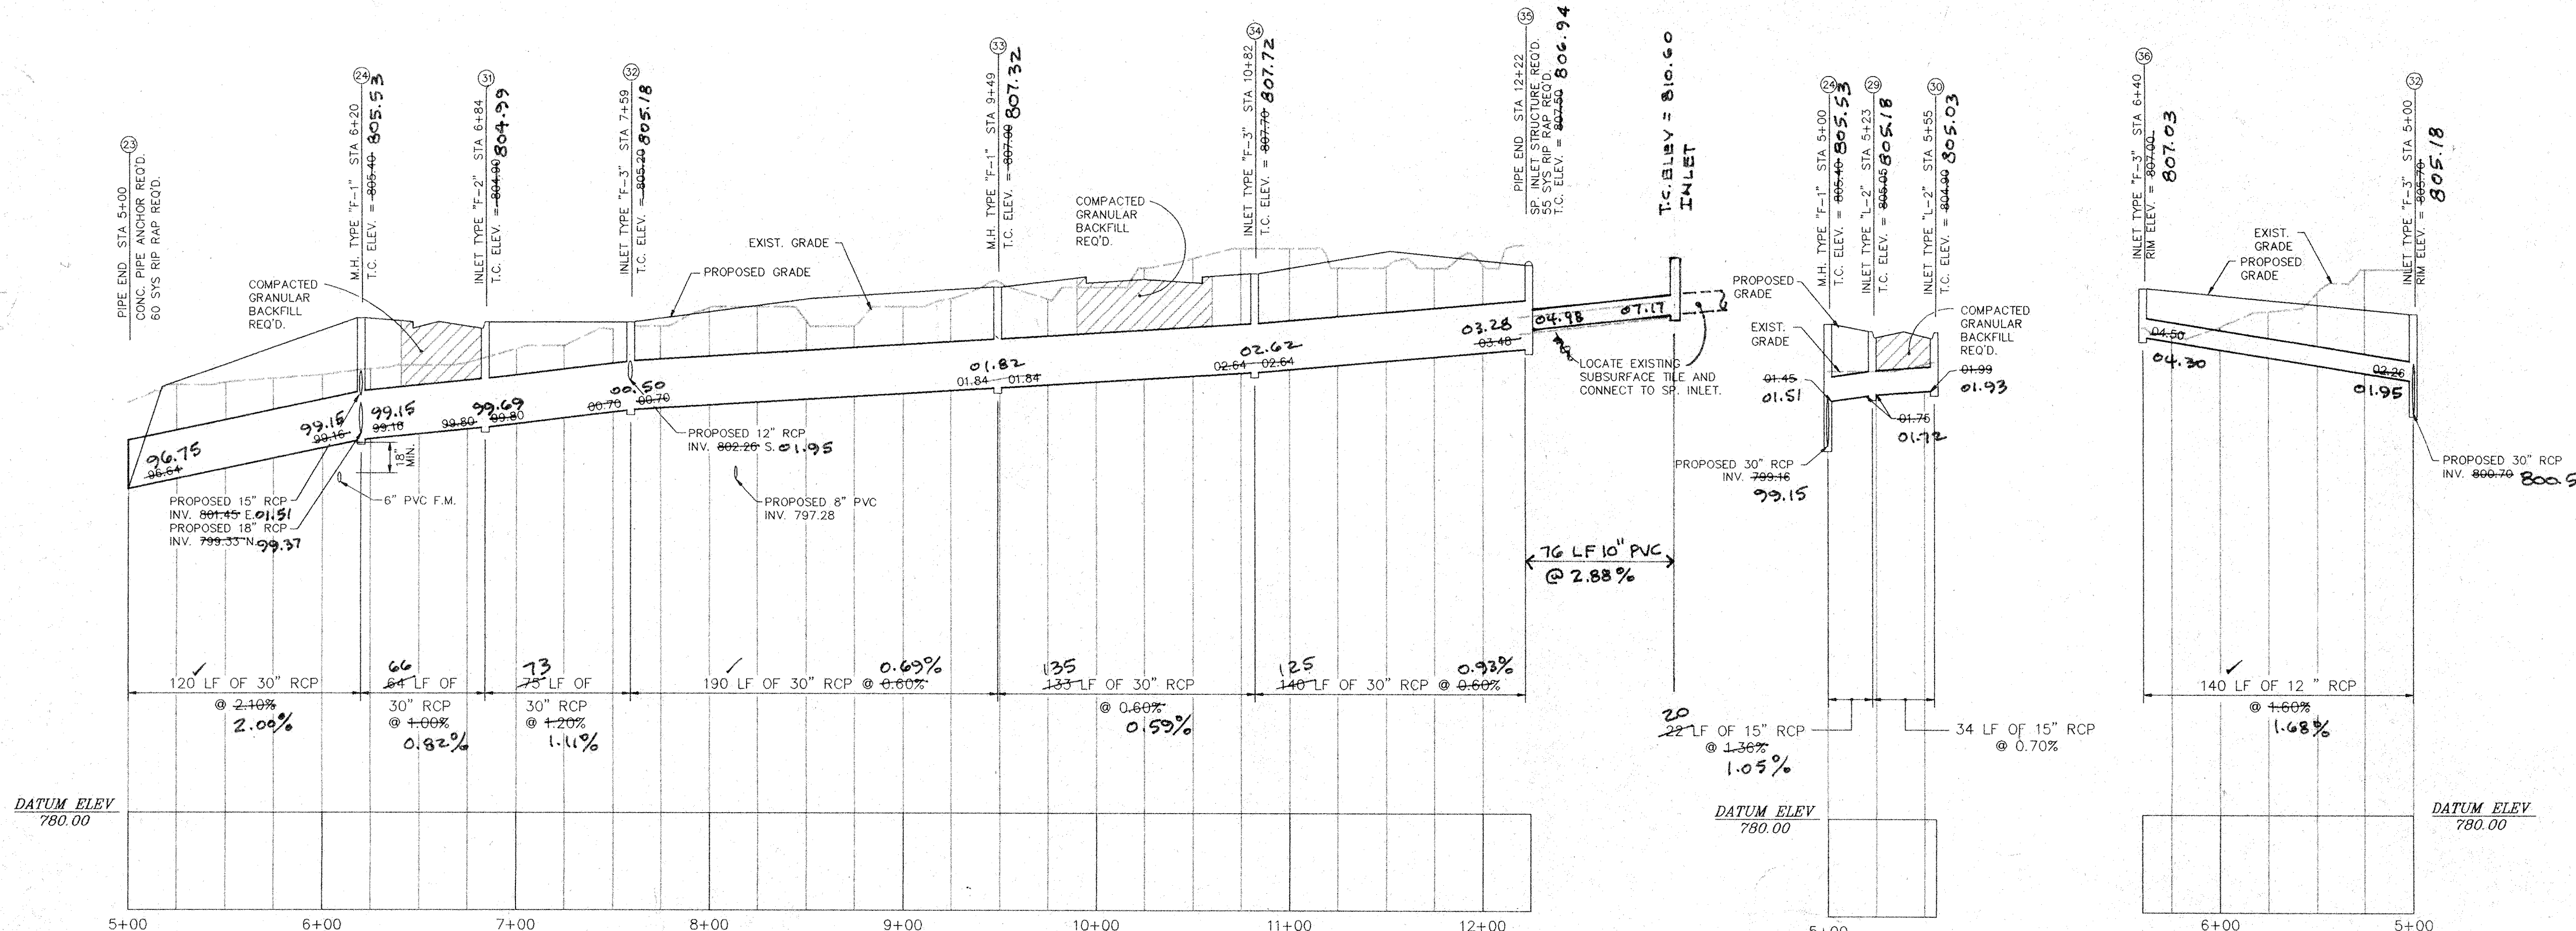 23
PIPE END STA 5+00
CONC. PIPE ANCHOR REQ'D.
60 SYS RIP RAP REQ'D.
24
M.H. TYPE "F-1" STA 6+20
T.C. ELEV. = 805.40 805.53
31
INLET TYPE "F-2" STA 6+84
T.C. ELEV. = 804.90 804.99
32
INLET TYPE "F-3" STA 7+59
T.C. ELEV. = 805.20 805.18
33
M.H. TYPE "F-1" STA 9+49
T.C. ELEV. = 807.00 807.32
34
INLET TYPE "F-3" STA 10+82
T.C. ELEV. = 807.70 807.72
35
PIPE END STA 12+22
SP. INLET STRUCTURE REQ'D.
55 SYS RIP RAP REQ'D.
T.C. ELEV. = 807.50 806.94
T.C. ELEV = 810.60
INLET
COMPACTED
GRANULAR
BACKFILL
REQ'D.
EXIST. GRADE
PROPOSED GRADE
COMPACTED
GRANULAR
BACKFILL
REQ'D.
96.75
96.64
99.15
99.16
99.15
99.16
99.69
99.80 99.80
00.50
00.70 00.70
01.82
01.84 01.84
02.62
02.64 02.64
03.28
03.48
04.98
07.17
18"
MIN.
6" PVC F.M.
PROPOSED 15" RCP
INV. 801.45 E. 01.51
PROPOSED 18" RCP
INV. 799.33 N. 99.37
PROPOSED 12" RCP
INV. 802.26 S. 01.95
PROPOSED 8" PVC
INV. 797.28
LOCATE EXISTING
SUBSURFACE TILE AND
CONNECT TO SP. INLET.
76 LF 10" PVC
@ 2.88%
120 LF OF 30" RCP
@ 2.10%
2.00%
66
64 LF OF
30" RCP
@ 1.00%
0.82%
73
75 LF OF
30" RCP
@ 1.20%
1.11%
0.69%
190 LF OF 30" RCP @ 0.60%
135
133 LF OF 30" RCP
@ 0.60%
0.59%
125 0.93%
140 LF OF 30" RCP @ 0.60%
DATUM ELEV
780.00
5+00 6+00 7+00 8+00 9+00 10+00 11+00 12+00
24
M.H. TYPE "F-1" STA 5+00
T.C. ELEV. = 805.40 805.53
29
INLET TYPE "L-2" STA 5+23
T.C. ELEV. = 805.05 805.18
30
INLET TYPE "L-2" STA 5+55
T.C. ELEV. = 804.90 805.03
PROPOSED
GRADE
EXIST.
GRADE
COMPACTED
GRANULAR
BACKFILL
REQ'D.
01.45
01.51
01.99
01.93
01.76
01.72
PROPOSED 30" RCP
INV. 799.16
99.15
20
22 LF OF 15" RCP
@ 1.36%
1.05%
34 LF OF 15" RCP
@ 0.70%
DATUM ELEV
780.00
5+00
36
INLET TYPE "F-3" STA 6+40
RIM ELEV. = 807.00
807.03
32
INLET TYPE "F-3" STA 5+00
RIM ELEV. = 805.70
805.18
EXIST.
GRADE
PROPOSED
GRADE
04.50
04.30
02.26
01.95
PROPOSED 30" RCP
INV. 800.70 800.5
140 LF OF 12 " RCP
@ 1.60%
1.68%
DATUM ELEV
780.00
6+00 5+00